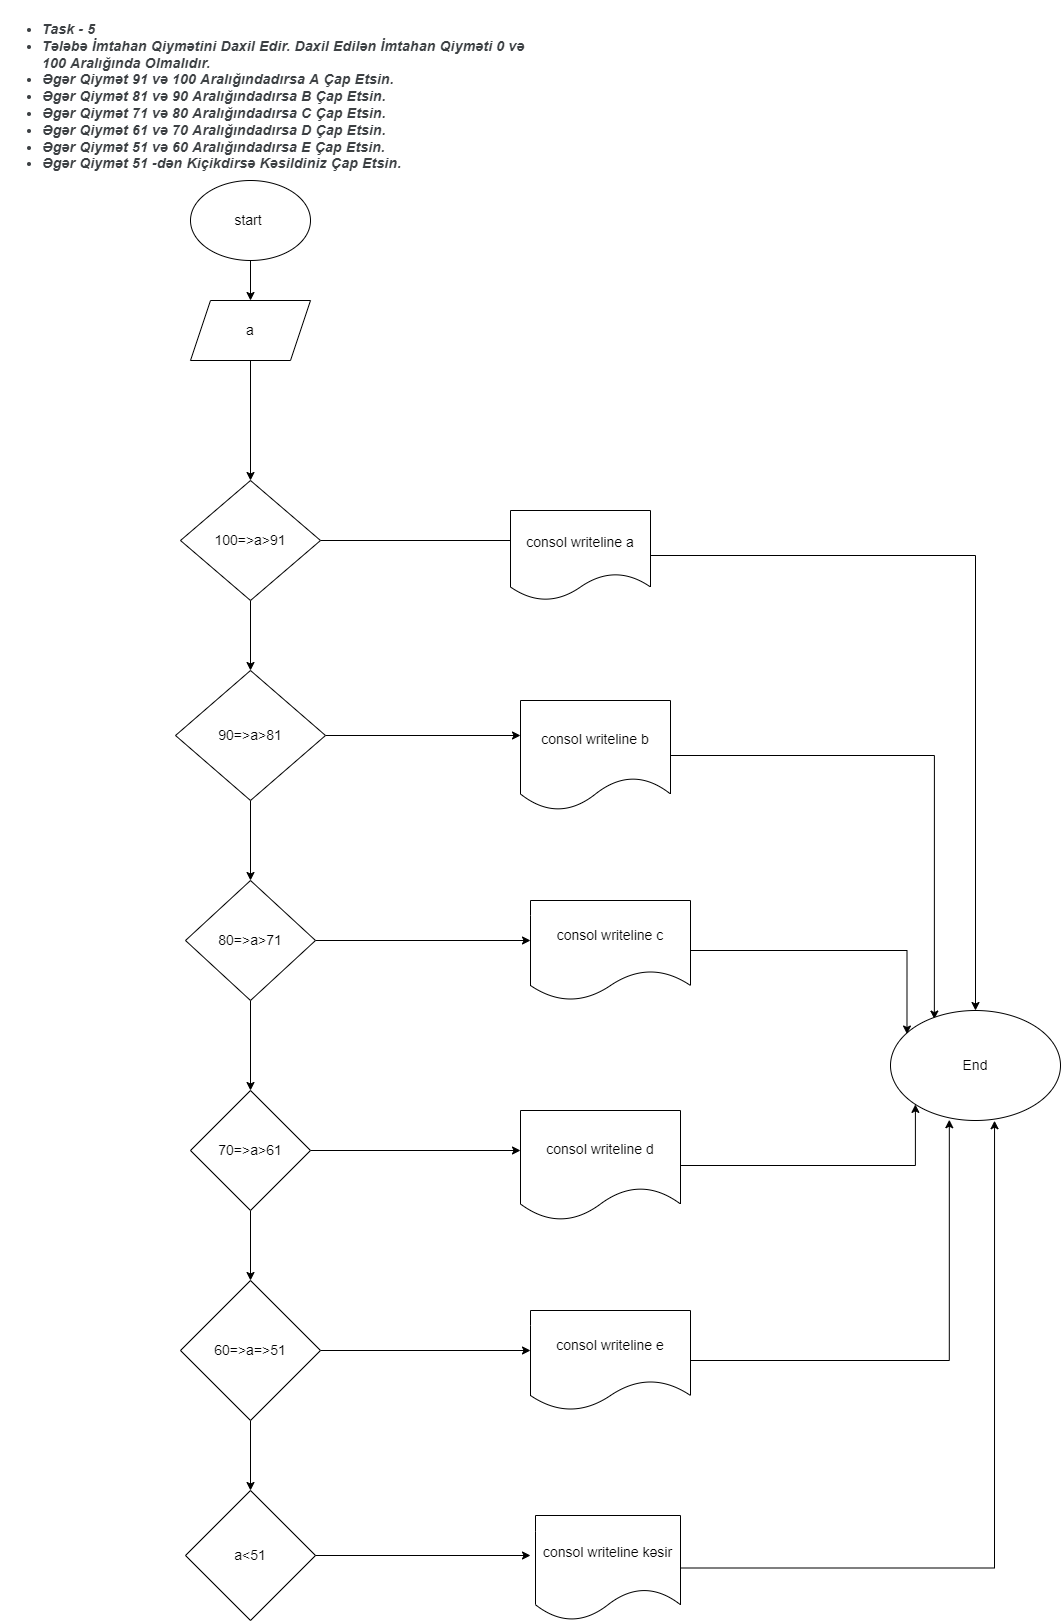 Task - 5
Tələbə İmtahan Qiymətini Daxil Edir. Daxil Edilən İmtahan Qiyməti 0 və
100 Aralığında Olmalıdır.
Əgər Qiymət 91 və 100 Aralığındadırsa A Çap Etsin.
Əgər Qiymət 81 və 90 Aralığındadırsa B Çap Etsin.
Əgər Qiymət 71 və 80 Aralığındadırsa C Çap Etsin.
Əgər Qiymət 61 və 70 Aralığındadırsa D Çap Etsin.
Əgər Qiymət 51 və 60 Aralığındadırsa E Çap Etsin.
Əgər Qiymət 51 -dən Kiçikdirsə Kəsildiniz Çap Etsin.
start
a
100=>a>91
consol writeline a
90=>a>81
consol writeline b
80=>a>71
consol writeline c
End
70=>a>61
consol writeline d
60=>a=>51
consol writeline e
a<51
consol writeline kəsir